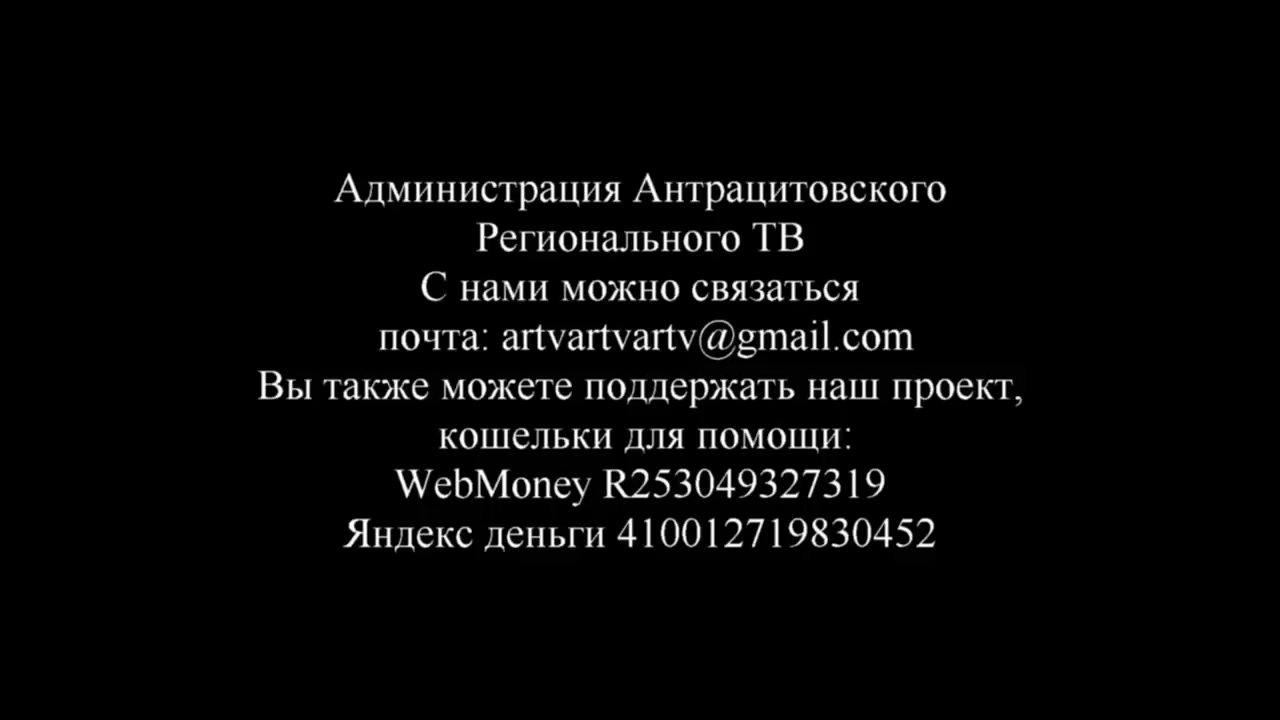 Администрация Антрацитовского
Регионального ТВ
С нами можно связаться
почта: artvartvartv@gmail.com
Вы также можете поддержать наш проект,
кошельки для помощи:
WebMoney R253049327319
Яндекс деньги 410012719830452